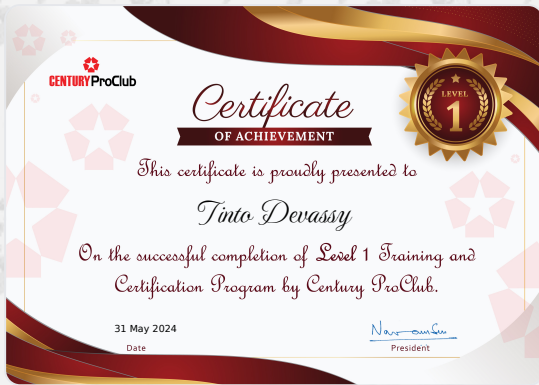 CENTURY ProClub
Certificate
OF ACHIEVEMENT
LEVEL
1
This certificate is proudly presented to
Tinto Devassy
On the successful completion of Level 1 Training and
Certification Program by Century ProClub.
31 May 2024
Date
President